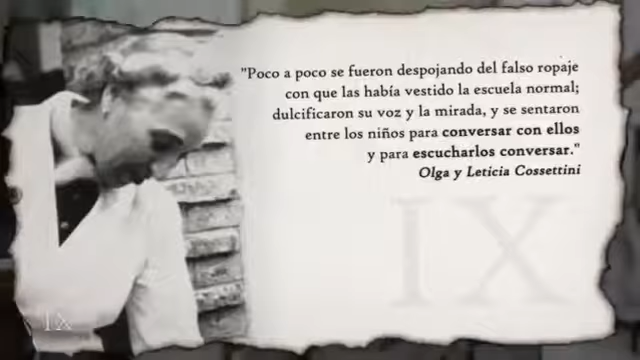 "Poco a poco se fueron despojando del falso ropaje
con que las había vestido la escuela normal;
dulcificaron su voz y la mirada, y se sentaron
entre los niños para conversar con ellos
y para escucharlos conversar."
Olga y Leticia Cossettini
IX
IX